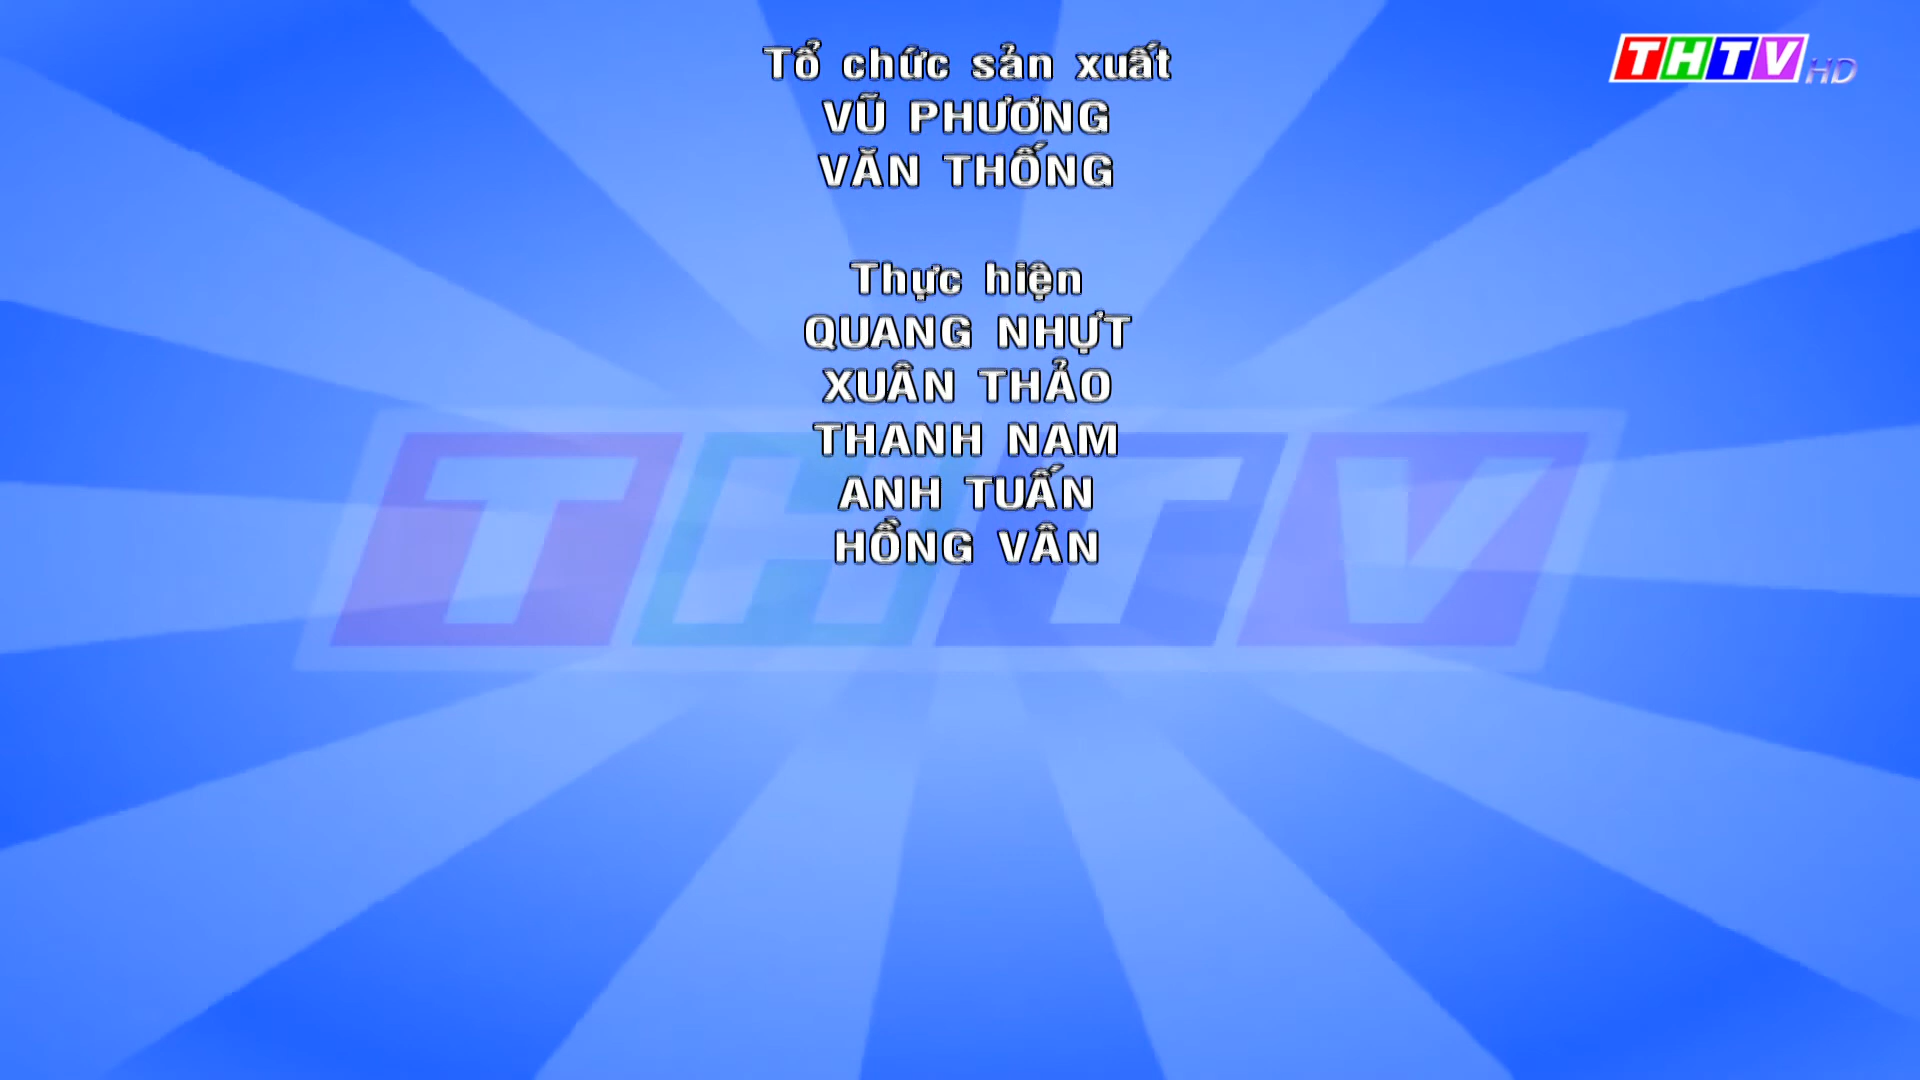 Tổ chức sản xuất
VŨ PHƯƠNG
VĂN THỐNG
Thực hiện
QUANG NHỰT
XUÂN THẢO
THANH NAM
ANH TUẤN
HỒNG VÂN
THTV HD
THTV